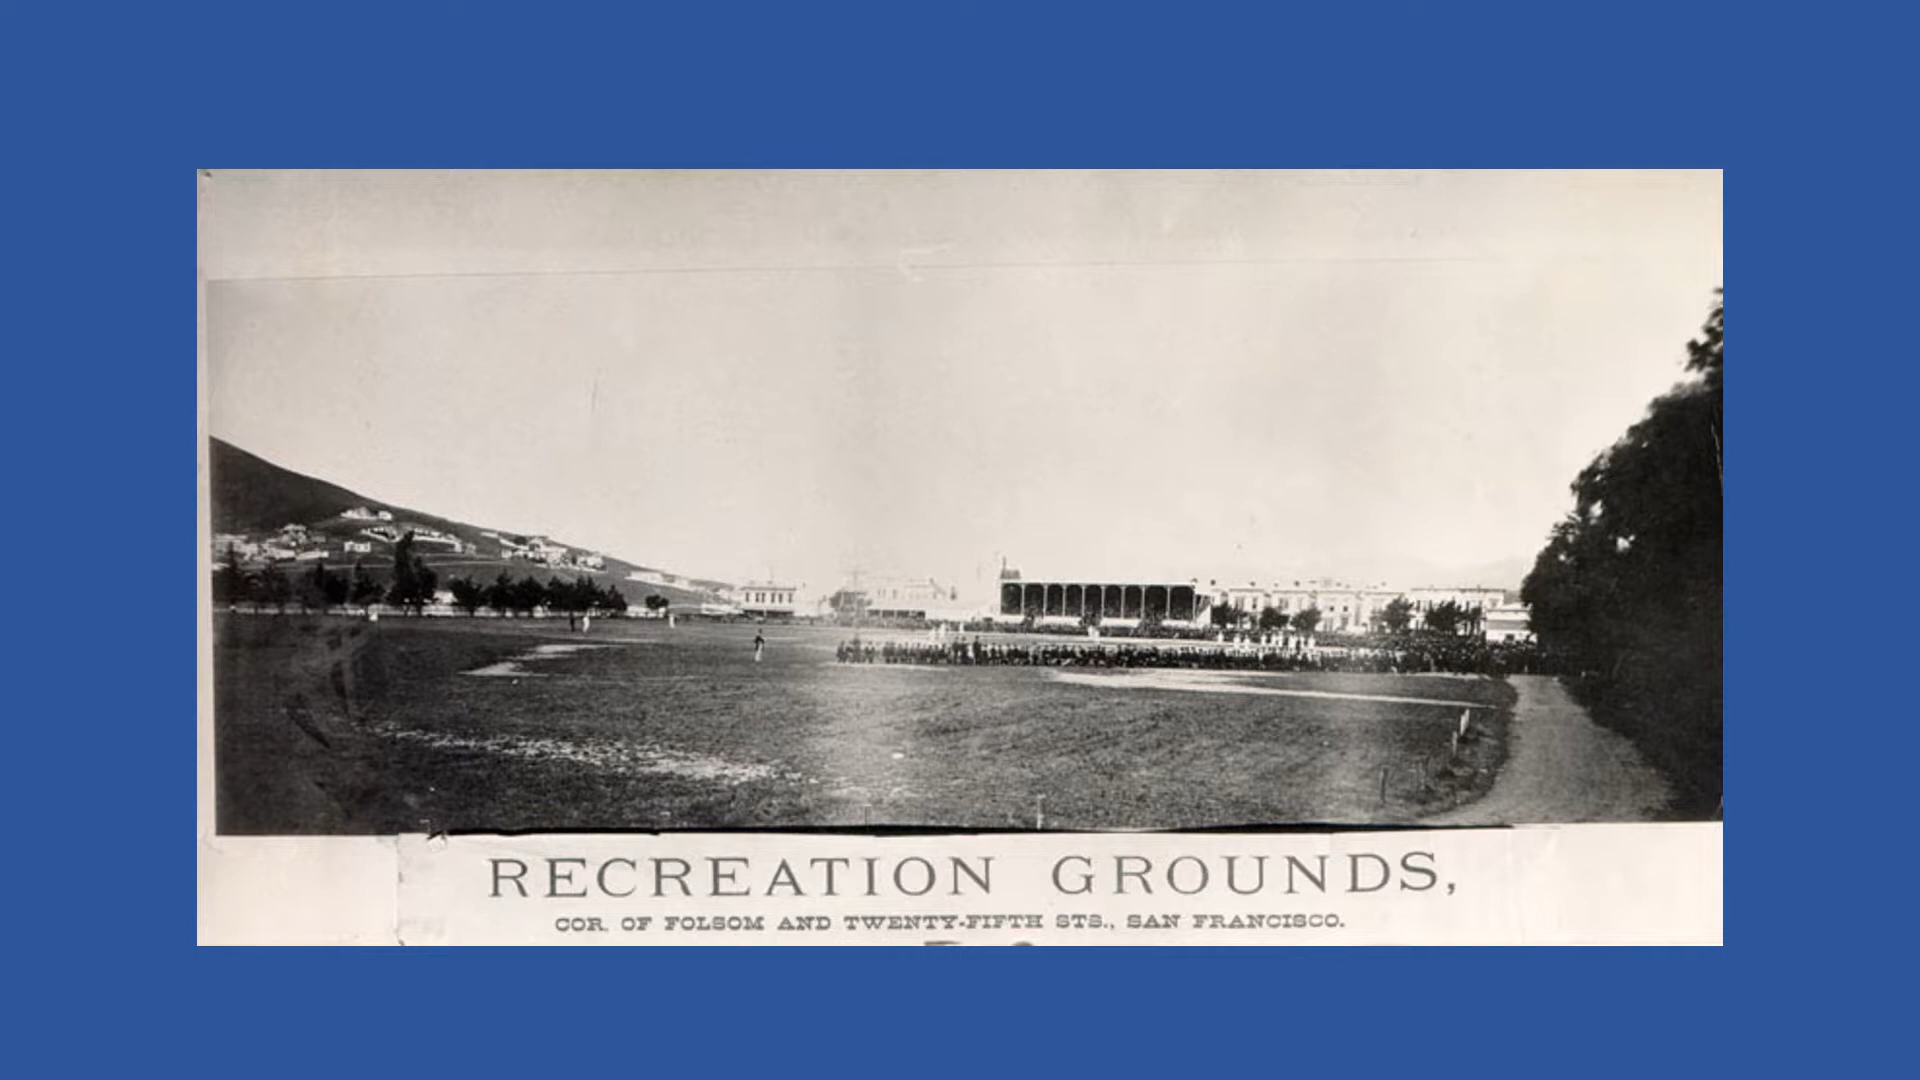 RECREATION GROUNDS,
COR. OF FOLSOM AND TWENTY-FIFTH STS., SAN FRANCISCO.